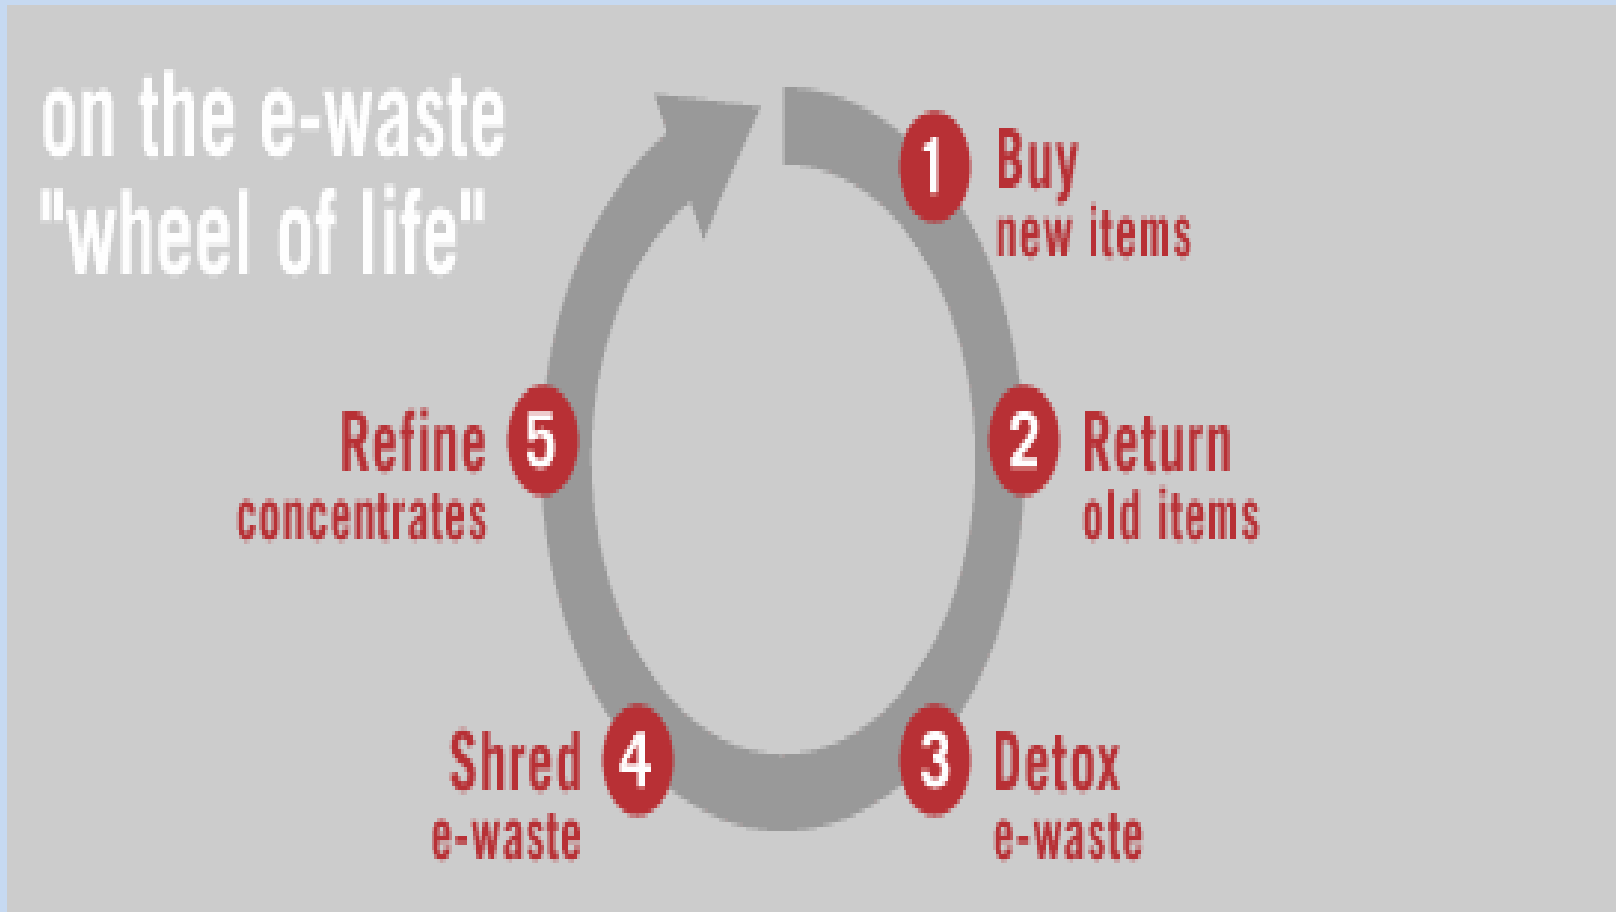 on the e-waste
"wheel of life"
1
Buy
new items
2
Return
old items
3
Detox
e-waste
4
Shred
e-waste
5
Refine
concentrates